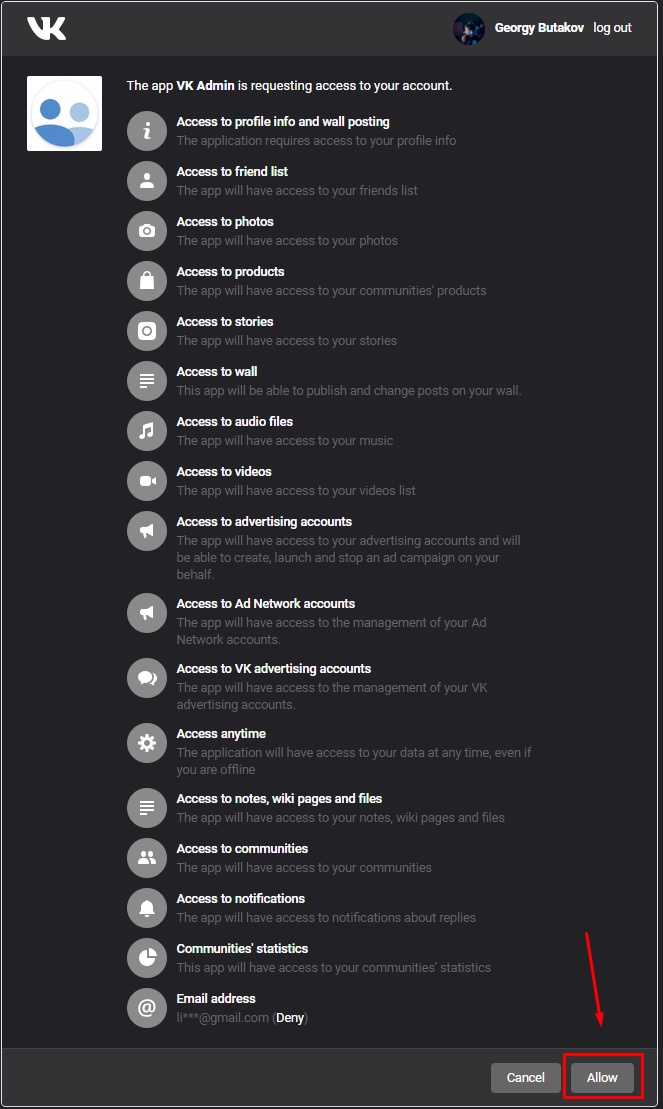 VK
Georgy Butakov log out
The app VK Admin is requesting access to your account.
Access to profile info and wall posting
The application requires access to your profile info
Access to friend list
The app will have access to your friends list
Access to photos
The app will have access to your photos
Access to products
The app will have access to your communities' products
Access to stories
The app will have access to your stories
Access to wall
This app will be able to publish and change posts on your wall.
Access to audio files
The app will have access to your music
Access to videos
The app will have access to your videos list
Access to advertising accounts
The app will have access to your advertising accounts and will
be able to create, launch and stop an ad campaign on your
behalf.
Access to Ad Network accounts
The app will have access to the management of your Ad
Network accounts.
Access to VK advertising accounts
The app will have access to the management of your VK
advertising accounts.
Access anytime
The application will have access to your data at any time, even if
you are offline
Access to notes, wiki pages and files
The app will have access to your notes, wiki pages and files
Access to communities
The app will have access to your communities
Access to notifications
The app will have access to notifications about replies
Communities' statistics
This app will have access to your communities' statistics
Email address
li***@gmail.com (Deny)
Cancel Allow